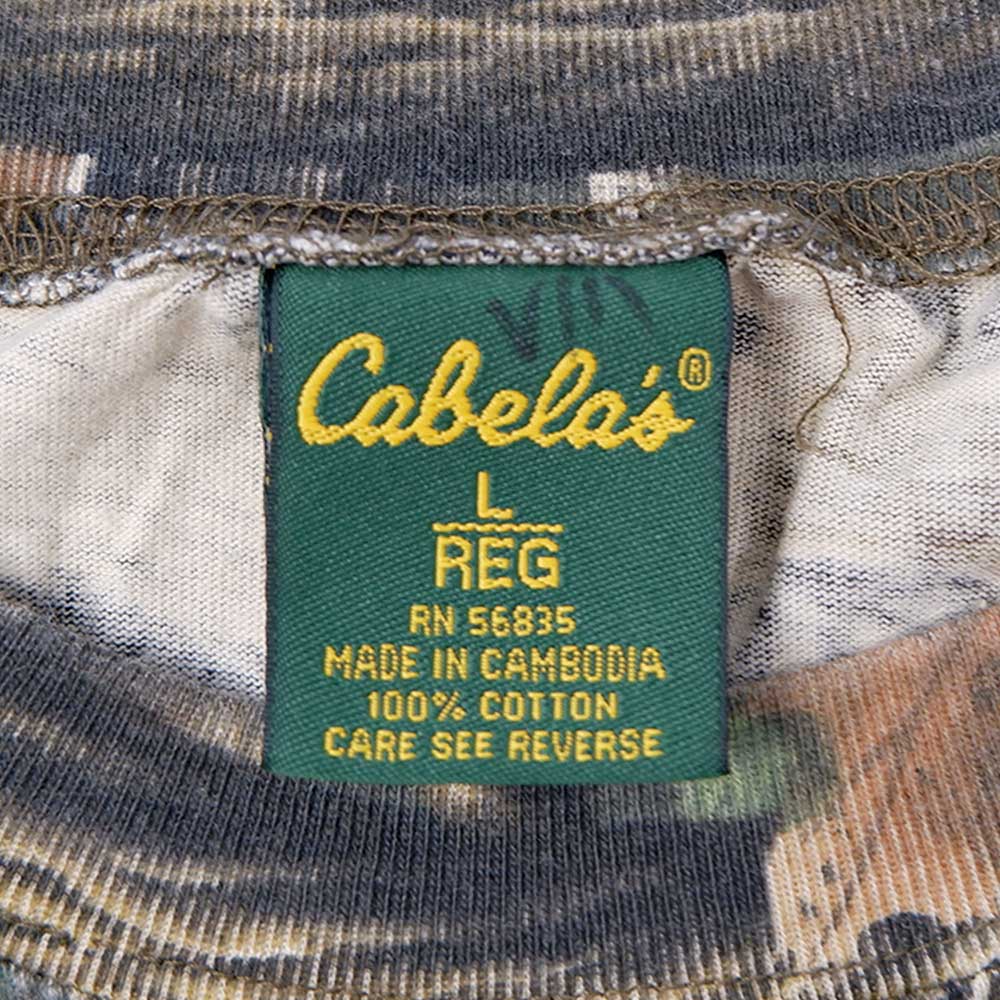 Cabela's®
L
REG
RN 56835
MADE IN CAMBODIA
100% COTTON
CARE SEE REVERSE